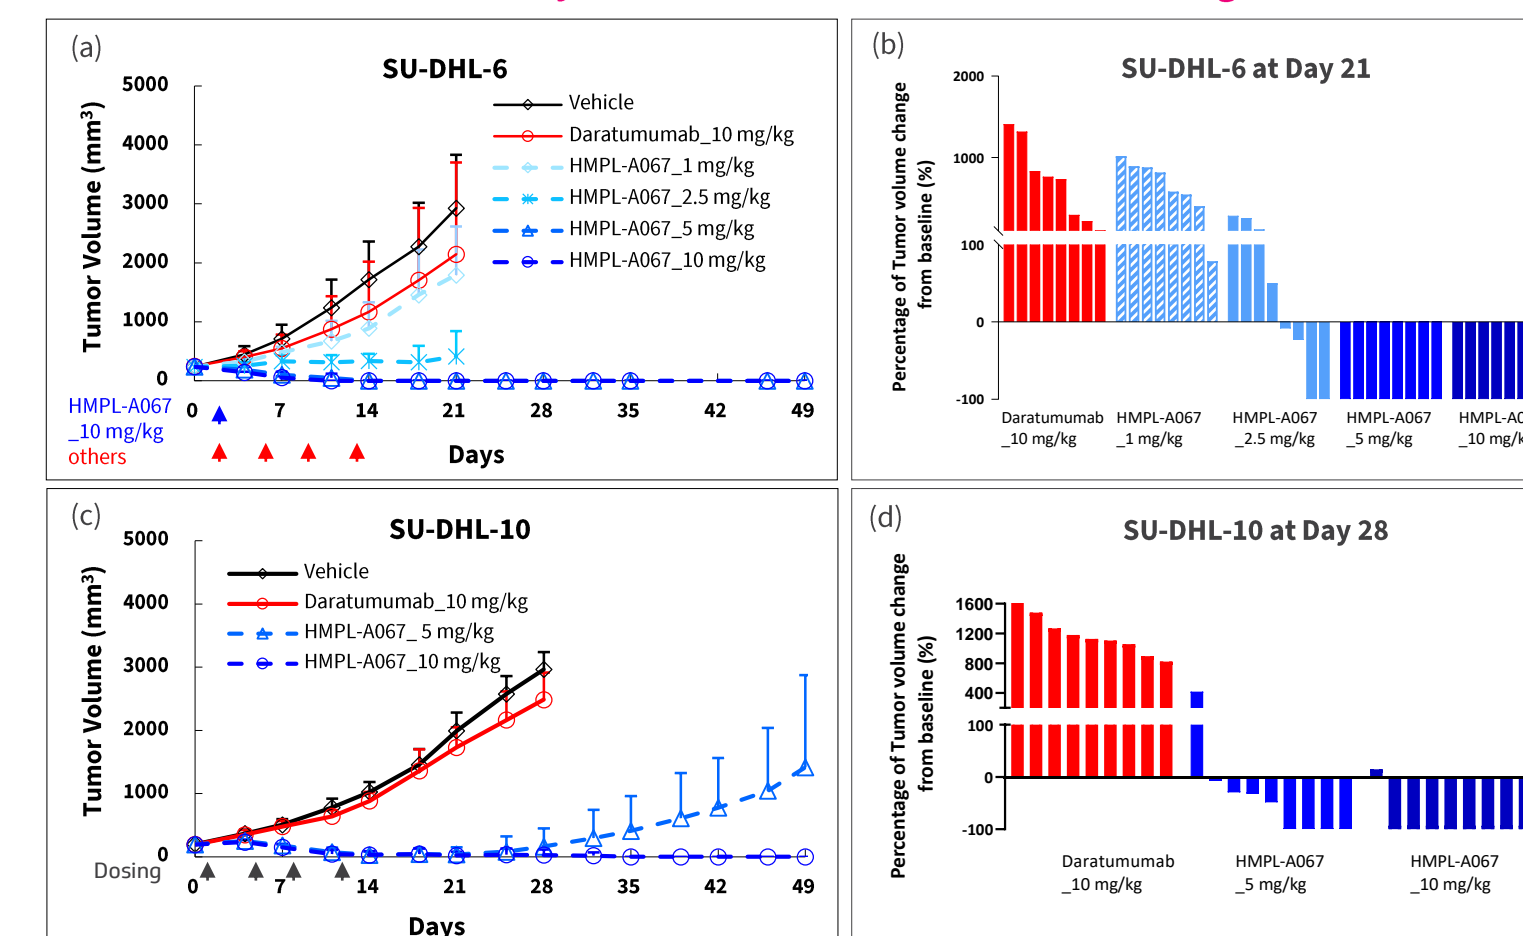 (a)
SU-DHL-6
Tumor Volume (mm³)
5000
4000
3000
2000
1000
0
Vehicle
Daratumumab_10 mg/kg
HMPL-A067_1 mg/kg
HMPL-A067_2.5 mg/kg
HMPL-A067_5 mg/kg
HMPL-A067_10 mg/kg
0 7 14 21 28 35 42 49
HMPL-A067
_10 mg/kg
others
Days
(b)
SU-DHL-6 at Day 21
Percentage of Tumor volume change
from baseline (%)
2000
1000
100
0
-100
Daratumumab
_10 mg/kg
HMPL-A067
_1 mg/kg
HMPL-A067
_2.5 mg/kg
HMPL-A067
_5 mg/kg
HMPL-A0
_10 mg/k
(c)
SU-DHL-10
Tumor Volume (mm³)
5000
4000
3000
2000
1000
0
Vehicle
Daratumumab_10 mg/kg
HMPL-A067_ 5 mg/kg
HMPL-A067_10 mg/kg
Dosing
0 7 14 21 28 35 42 49
Days
(d)
SU-DHL-10 at Day 28
Percentage of Tumor volume change
from baseline (%)
1600
1200
800
400
100
0
-100
Daratumumab
_10 mg/kg
HMPL-A067
_5 mg/kg
HMPL-A067
_10 mg/kg